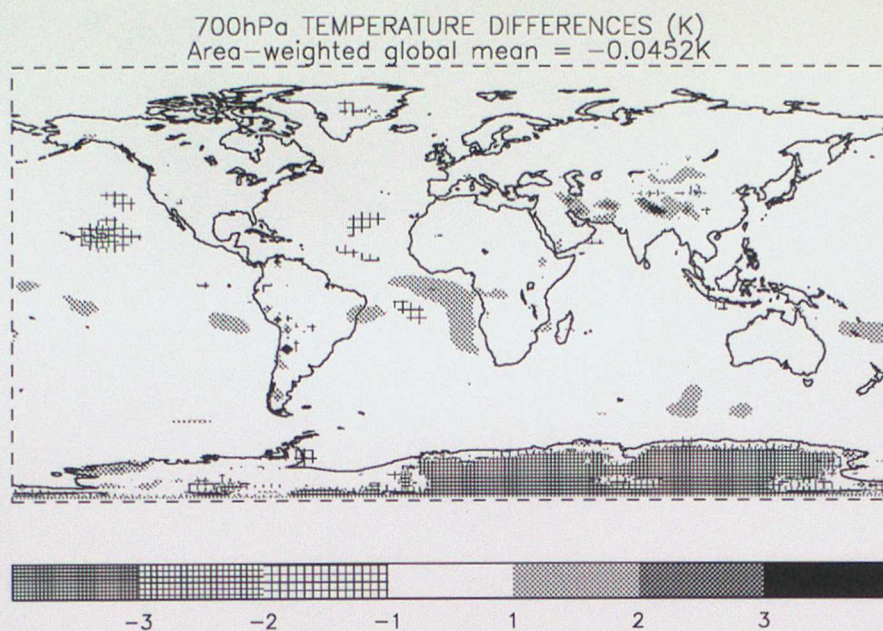 700hPa TEMPERATURE DIFFERENCES (K)
Area-weighted global mean = -0.0452K
-3 -2 -1 1 2 3